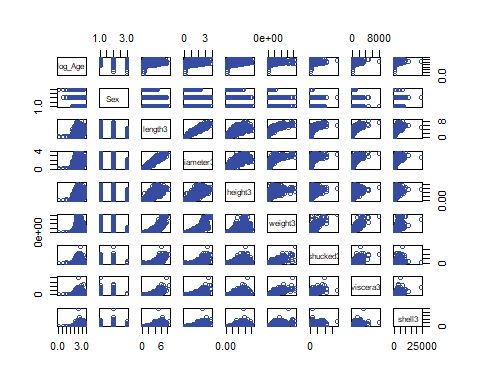 1.0 3.0 0 3 0e+00 0 8000
og_Age 0.0
1.0 Sex
length3 0 8
0 4 iameter3
height3 0.00
0e+00 weight3
shucked3 0
0 viscera3
shell3 0
0.0 3.0 0 6 0.00 0 0 25000